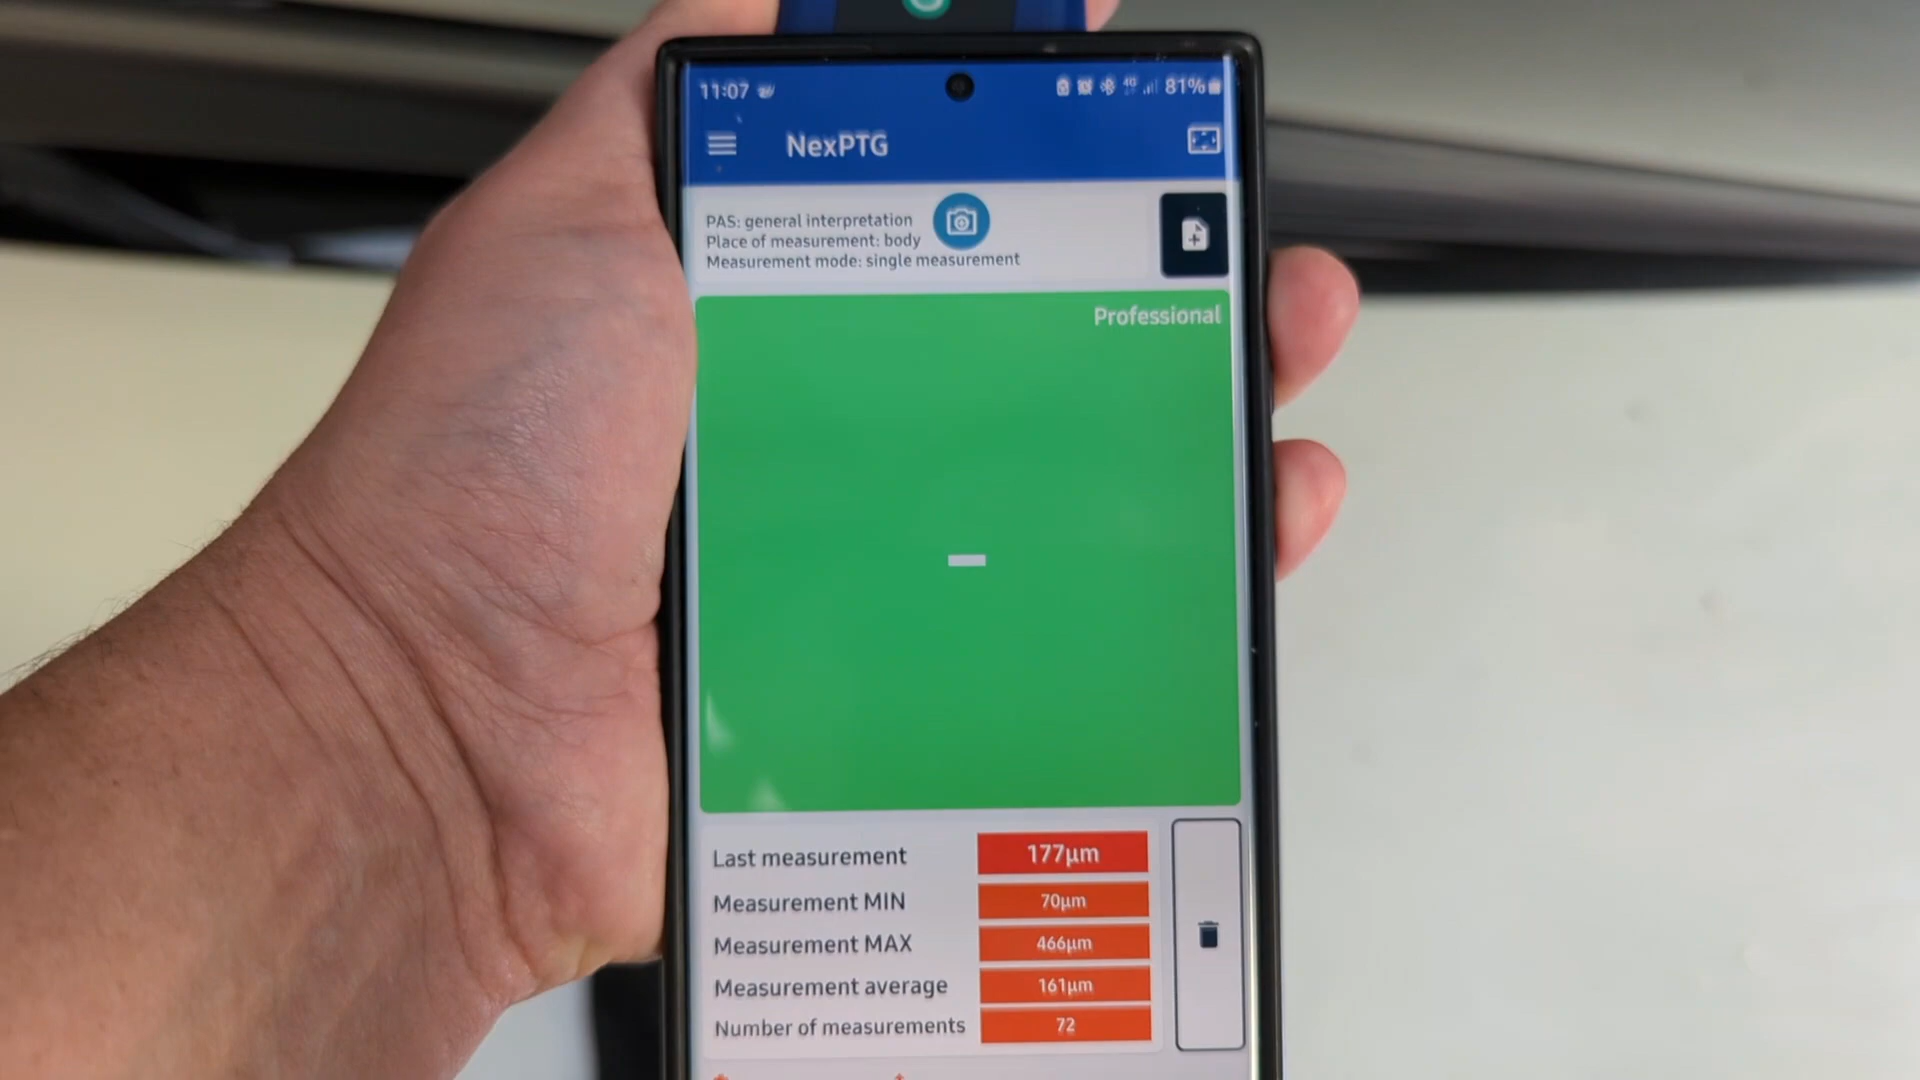 11:07
4G 81%
NexPTG
PAS: general interpretation
Place of measurement: body
Measurement mode: single measurement
Professional
-
Last measurement 177µm
Measurement MIN 70µm
Measurement MAX 466µm
Measurement average 161µm
Number of measurements 72